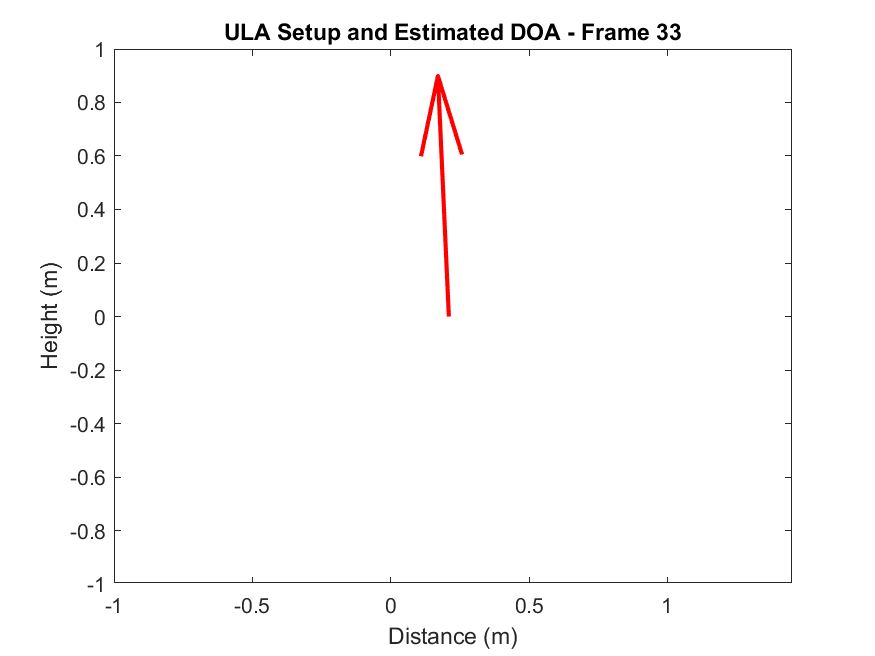 ULA Setup and Estimated DOA - Frame 33
1
0.8
0.6
0.4
0.2
0
-0.2
-0.4
-0.6
-0.8
-1
Height (m)
-1 -0.5 0 0.5 1
Distance (m)